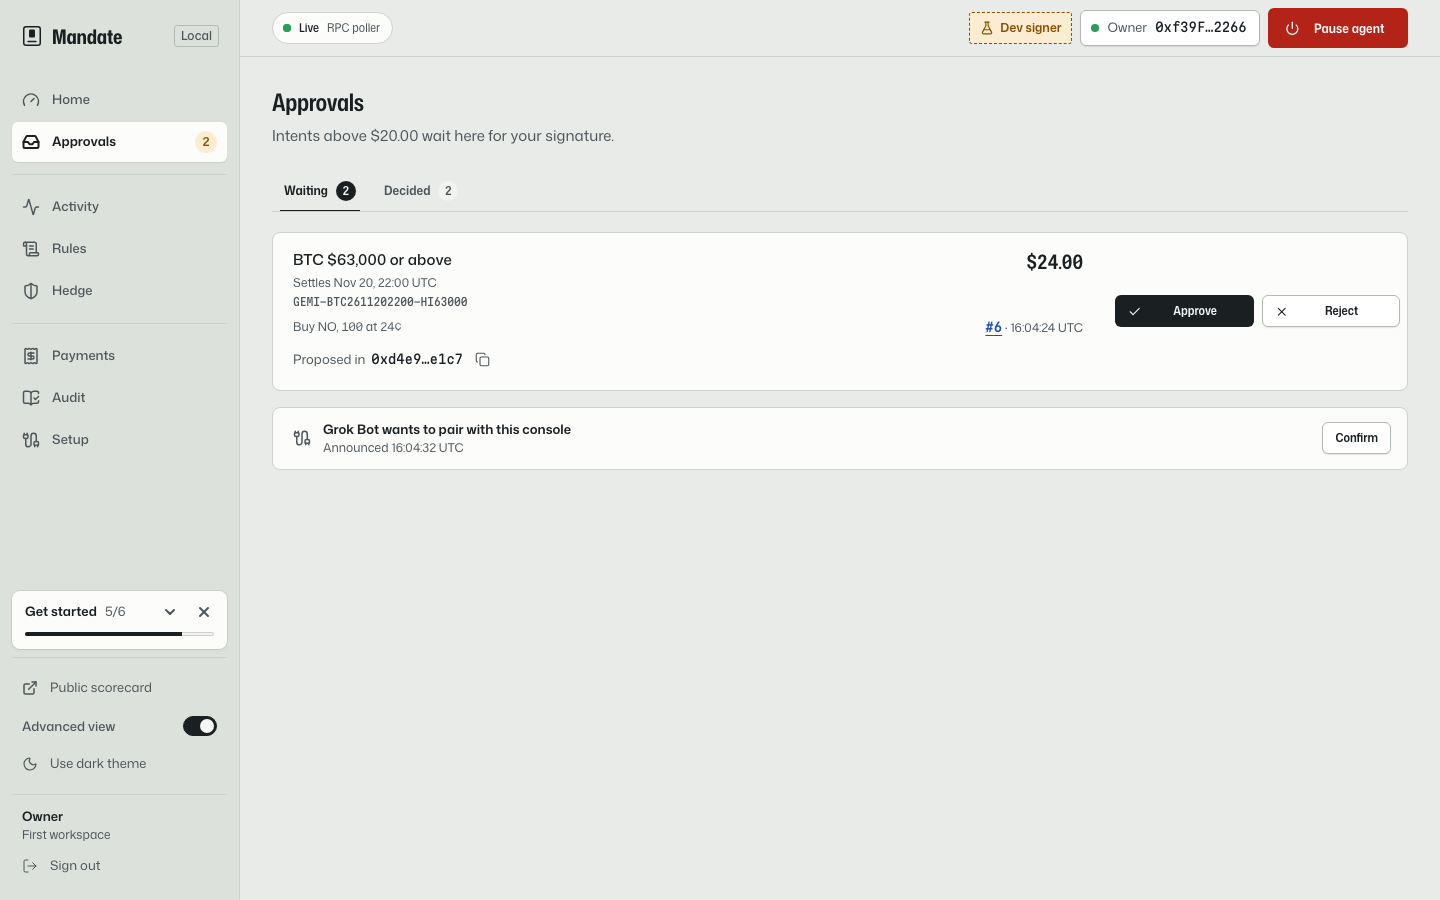 Mandate
Local
Home
Approvals 2
Activity
Rules
Hedge
Payments
Audit
Setup
Get started 5/6
Public scorecard
Advanced view
Use dark theme
Owner
First workspace
Sign out
Live RPC poller
Dev signer
Owner 0xf39F…2266
Pause agent
Approvals
Intents above $20.00 wait here for your signature.
Waiting 2
Decided 2
BTC $63,000 or above
Settles Nov 20, 22:00 UTC
GEMI-BTC2611202200-HI63000
Buy NO, 100 at 24¢
Proposed in 0xd4e9…e1c7
$24.00
#6 · 16:04:24 UTC
Approve
Reject
Grok Bot wants to pair with this console
Announced 16:04:32 UTC
Confirm